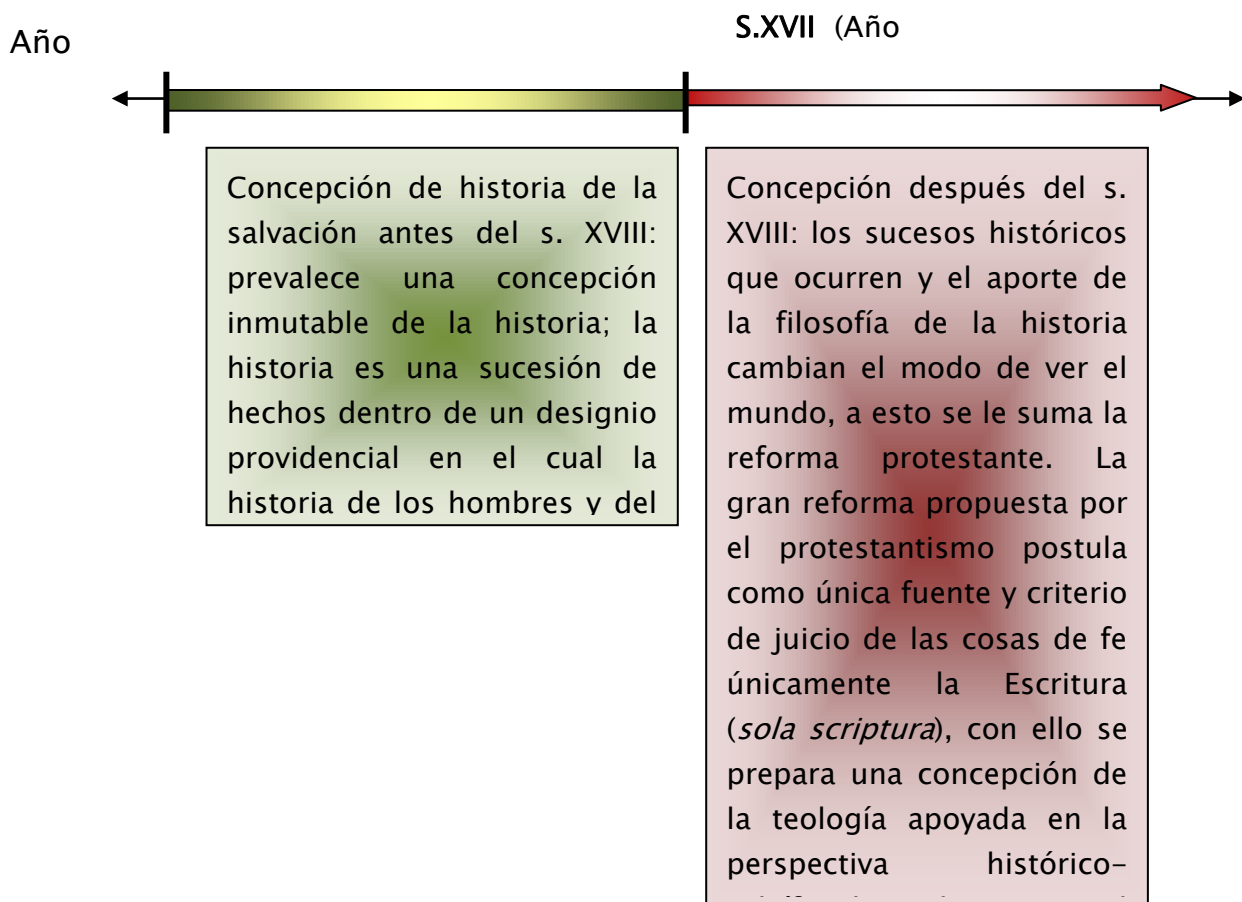 Año
S.XVII (Año
Concepción de historia de la
salvación antes del s. XVIII:
prevalece una concepción
inmutable de la historia; la
historia es una sucesión de
hechos dentro de un designio
providencial en el cual la
historia de los hombres y del
Concepción después del s.
XVIII: los sucesos históricos
que ocurren y el aporte de
la filosofía de la historia
cambian el modo de ver el
mundo, a esto se le suma la
reforma protestante. La
gran reforma propuesta por
el protestantismo postula
como única fuente y criterio
de juicio de las cosas de fe
únicamente la Escritura
(sola scriptura), con ello se
prepara una concepción de
la teología apoyada en la
perspectiva histórico-